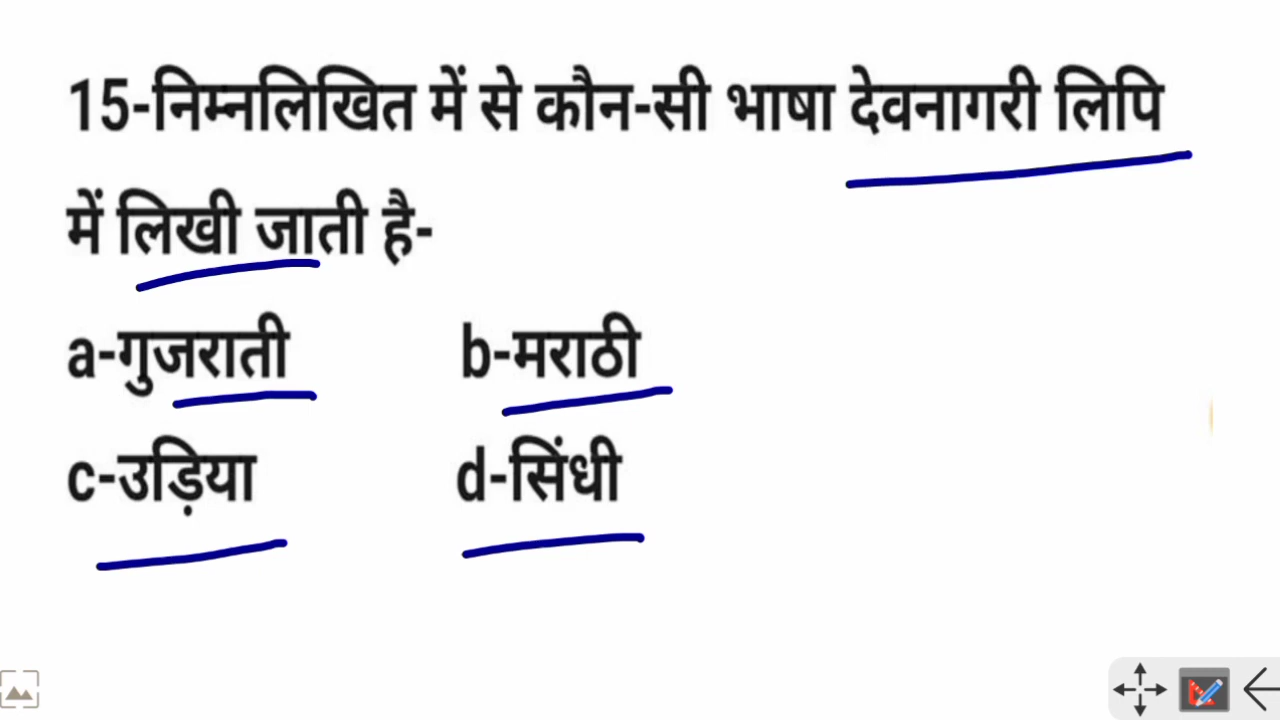 15-निम्नलिखित में से कौन-सी भाषा देवनागरी लिपि
में लिखी जाती है-
a-गुजराती b-मराठी
c-उड़िया d-सिंधी